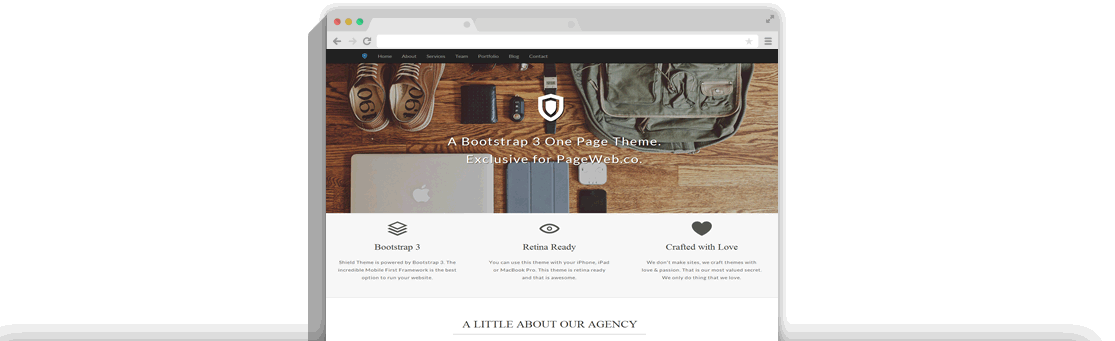 Home About Services Team Portfolio Blog Contact
A Bootstrap 3 One Page Theme.
Exclusive for PageWeb.co.
Bootstrap 3
Shield Theme is powered by Bootstrap 3. The
incredible Mobile First Framework is the best
option to run your website.
Retina Ready
You can use this theme with your iPhone, iPad
or MacBook Pro. This theme is retina ready
and that is awesome.
Crafted with Love
We don't make sites, we craft themes with
love & passion. That is our most valued secret.
We only do thing that we love.
A LITTLE ABOUT OUR AGENCY